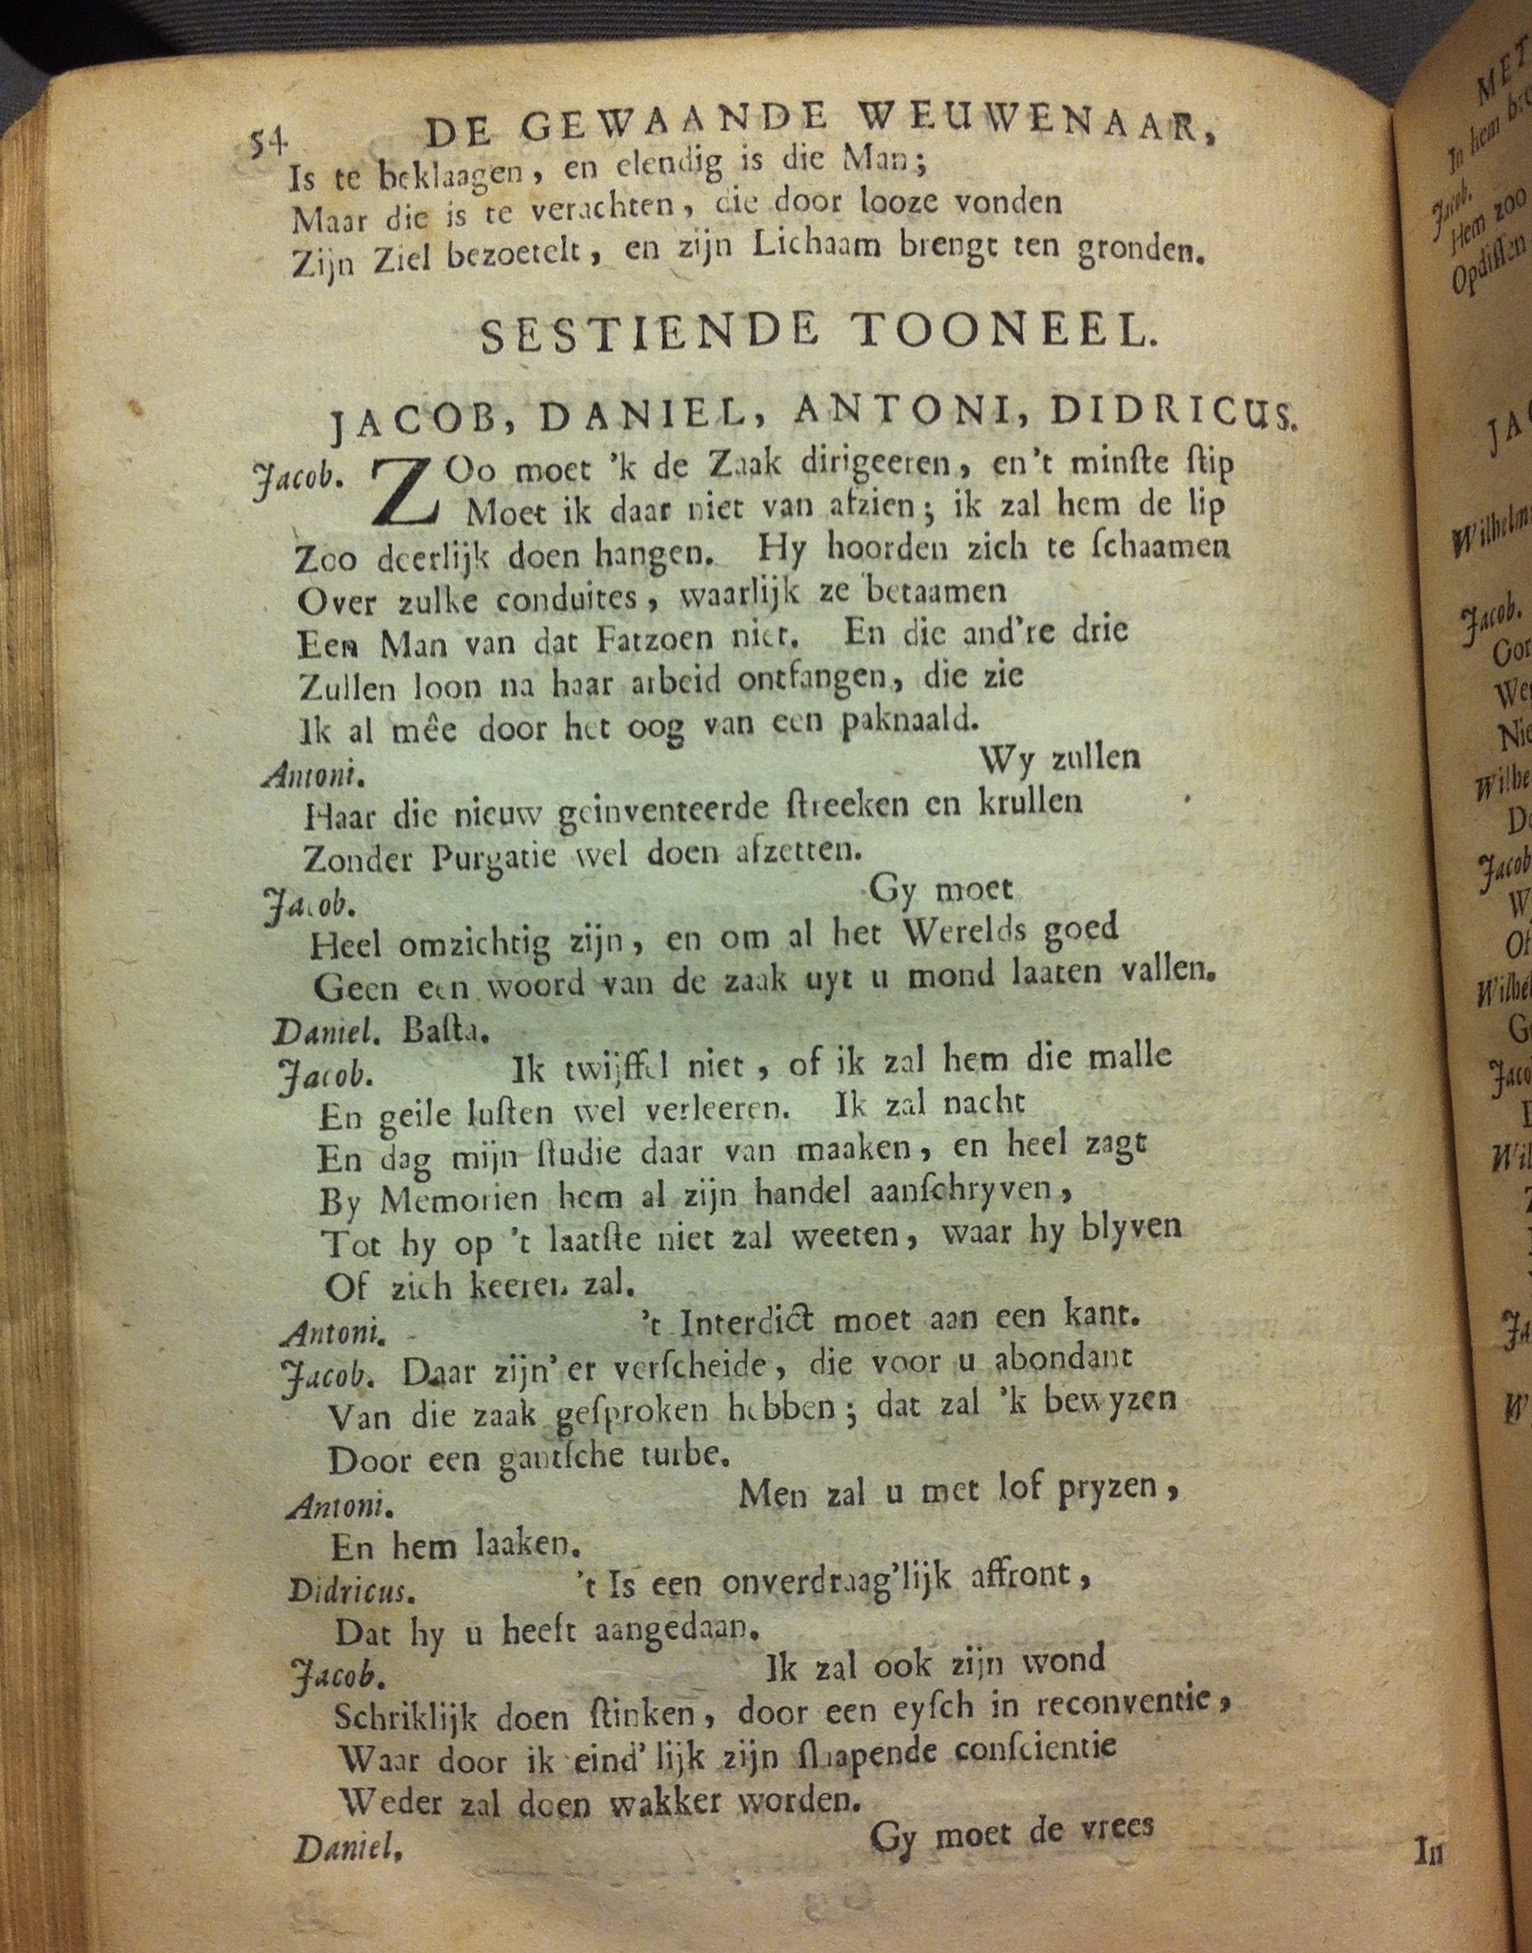 54 DE GEWAANDE WEUWENAAR,
Is te beklaagen, en elendig is die Man;
Maar die is te verachten, die door looze vonden
Zijn Ziel bezoetelt, en zijn Lichaam brengt ten gronden.
SESTIENDE TOONEEL.
JACOB, DANIEL, ANTONI, DIDRICUS.
Jacob. ZOo moet 'k de Zaak dirigeeren, en't minſte ſtip
Moet ik daar niet van afzien; ik zal hem de lip
Zoo deerlijk doen hangen. Hy hoorden zich te ſchaamen
Over zulke conduites, waarlijk ze betaamen
Een Man van dat Fatzoen niet. En die and're drie
Zullen loon na haar arbeid ontfangen, die zie
Ik al mêe door het oog van een paknaald.
Antoni. Wy zullen
Haar die nieuw geinventeerde ſtreeken en krullen
Zonder Purgatie wel doen afzetten.
Jacob. Gy moet
Heel omzichtig zijn, en om al het Werelds goed
Geen een woord van de zaak uyt u mond laaten vallen.
Daniel. Baſta.
Jacob. Ik twijffel niet, of ik zal hem die malle
En geile luſten wel verleeren. Ik zal nacht
En dag mijn ſtudie daar van maaken, en heel zagt
By Memorien hem al zijn handel aanſchryven,
Tot hy op 't laatſte niet zal weeten, waar hy blyven
Of zich keeren zal.
Antoni. 't Interdict moet aan een kant.
Jacob. Daar zijn'er verſcheide, die voor u abondant
Van die zaak geſproken hebben; dat zal 'k bewyzen
Door een gantſche turbe.
Antoni. Men zal u met lof pryzen,
En hem laaken.
Didricus. 't Is een onverdraag'lijk affront,
Dat hy u heeft aangedaan.
Jacob. Ik zal ook zijn wond
Schriklijk doen ſtinken, door een eyſch in reconventie,
Waar door ik eind'lijk zijn ſlaapende conſcientie
Weder zal doen wakker worden.
Daniel. Gy moet de vrees
In
MET
In hem
Jacob.
Hem zoo
Opdiſſen
Jacob.
Jacob